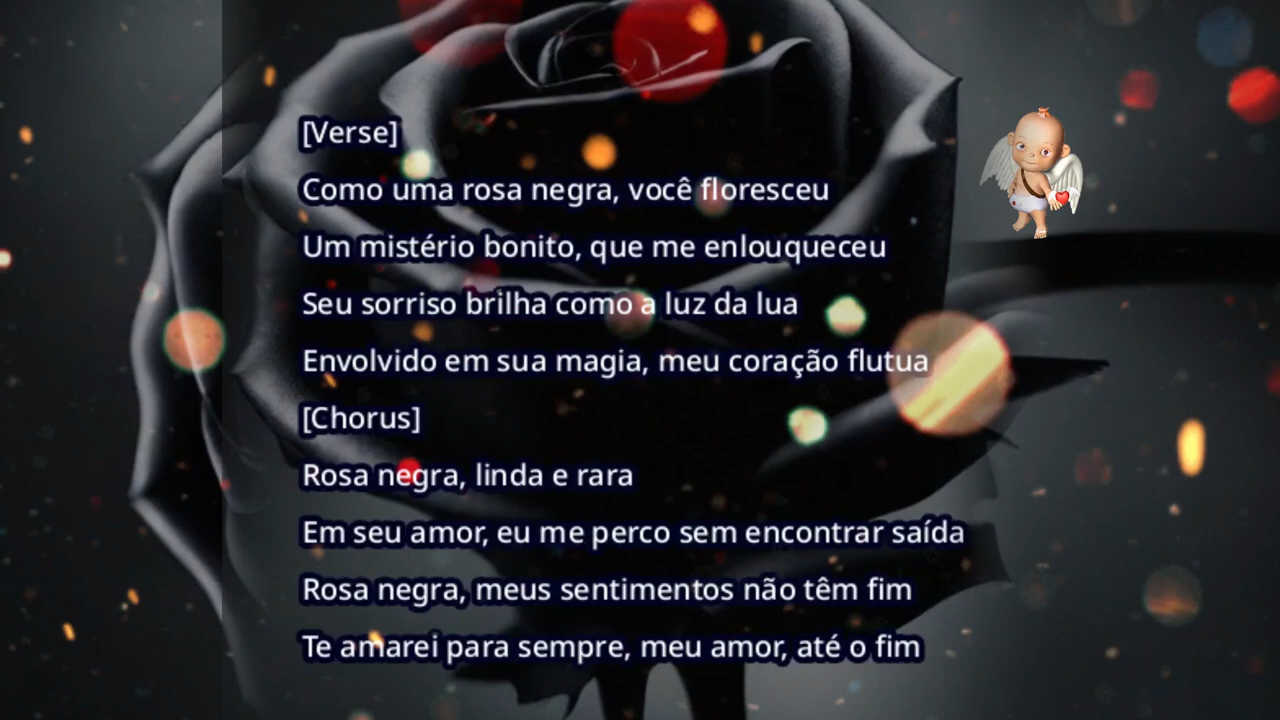 [Verse]
Como uma rosa negra, você floresceu
Um mistério bonito, que me enlouqueceu
Seu sorriso brilha como a luz da lua
Envolvido em sua magia, meu coração flutua
[Chorus]
Rosa negra, linda e rara
Em seu amor, eu me perco sem encontrar saída
Rosa negra, meus sentimentos não têm fim
Te amarei para sempre, meu amor, até o fim